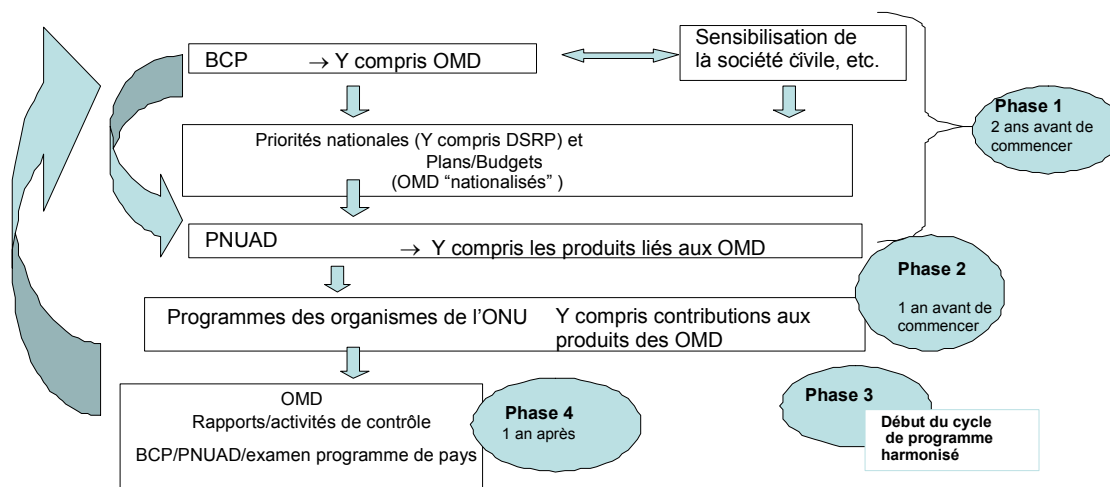 BCP → Y compris OMD
Sensibilisation de
la société civile, etc.
Phase 1
2 ans avant de
commencer
Priorités nationales (Y compris DSRP) et
Plans/Budgets
(OMD “nationalisés” )
PNUAD → Y compris les produits liés aux OMD
Phase 2
1 an avant de
commencer
Programmes des organismes de l’ONU Y compris contributions aux
produits des OMD
OMD
Rapports/activités de contrôle
BCP/PNUAD/examen programme de pays
Phase 4
1 an après
Phase 3
Début du cycle
de programme
harmonisé